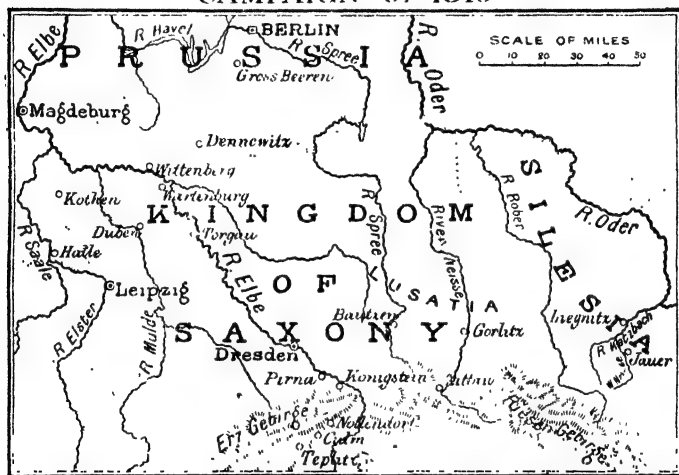 CAMPAIGN OF 1813
BERLIN
R Havel
R Spree
R Elbe
PRUSSIA
R. Oder
SCALE OF MILES
0 10 20 30 40 50
Gross Beeren
Magdeburg
Dennewitz
Wittenberg
Wartenburg
Kothen
SILESIA
R Bober
R. Oder
KINGDOM
Duben
Torgau
R Spree
River Neisse
R Saale
Halle
R. Elbe
OF
LUSATIA
Leipzig
Bautzen
Liegnitz
SAXONY
Gorlitz
R Katzbach
R Elster
R Mulde
Dresden
Jauer
Pirna
Konigstein
Zittau
Erz Gebirge
Riesen Gebirge
Nollendorf
Culm
Teplitz